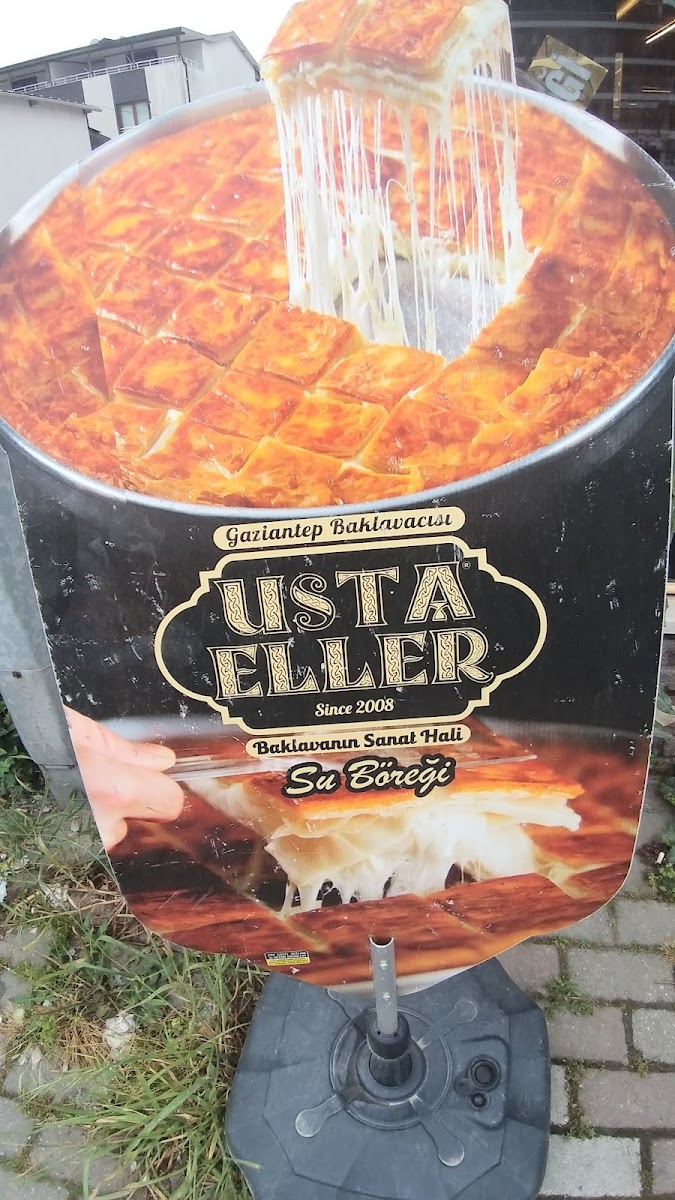 Gaziantep Baklavacısı
USTA®
ELLER
Since 2008
Baklavanın Sanat Hali
Su Böreği